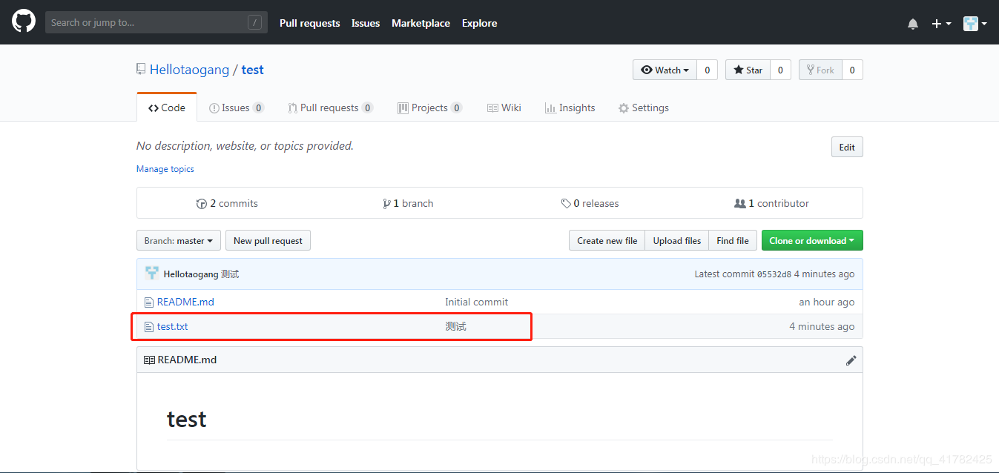 Search or jump to... / Pull requests Issues Marketplace Explore
Hellotaogang / test Watch 0 Star 0 Fork 0
Code Issues 0 Pull requests 0 Projects 0 Wiki Insights Settings
No description, website, or topics provided. Edit
Manage topics
2 commits 1 branch 0 releases 1 contributor
Branch: master New pull request Create new file Upload files Find file Clone or download
Hellotaogang 测试 Latest commit 05532d8 4 minutes ago
README.md Initial commit an hour ago
test.txt 测试 4 minutes ago
README.md
test
https://blog.csdn.net/qq_41782425